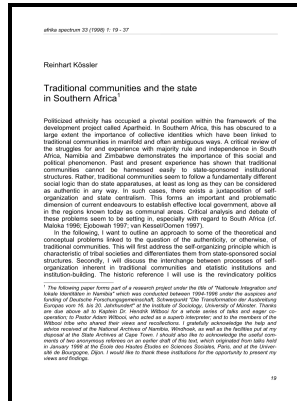 afrika spectrum 33 (1998) 1: 19 - 37
Reinhart Kössler
Traditional communities and the state
in Southern Africa1
Politicized ethnicity has occupied a pivotal position within the framework of the
development project called Apartheid. In Southern Africa, this has obscured to a
large extent the importance of collective identities which have been linked to
traditional communities in manifold and often ambiguous ways. A critical review of
the struggles for and experience with majority rule and independence in South
Africa, Namibia and Zimbabwe demonstrates the importance of this social and
political phenomenon. Past and present experience has shown that traditional
communities cannot be harnessed easily to state-sponsored institutional
structures. Rather, traditional communities seem to follow a fundamentally different
social logic than do state apparatuses, at least as long as they can be considered
as authentic in any way. In such cases, there exists a juxtaposition of self-
organization and state centralism. This forms an important and problematic
dimension of current endeavours to establish effective local government, above all
in the regions known today as communal areas. Critical analysis and debate of
these problems seem to be setting in, especially with regard to South Africa (cf.
Maloka 1996; Ejobowah 1997; van Kessel/Oomen 1997).
In the following, I want to outline an approach to some of the theoretical and
conceptual problems linked to the question of the authenticity, or otherwise, of
traditional communities. This will first address the self-organizing principle which is
characteristic of tribal societies and differentiates them from state-sponsored social
structures. Secondly, I will discuss the interchange between processes of self-
organization inherent in traditional communities and etatistic institutions and
institution-building. The historic reference I will use is the revindicatory politics
1 The following paper forms part of a research project under the title of "Nationale Integration und
lokale Identitäten in Namibia" which was conducted between 1994-1998 under the auspices and
funding of Deutsche Forschungsgemeinschaft, Schwerpunkt "Die Transformation der Ausbreitung
Europas vom 15. bis 20. Jahrhundert" at the Institute of Sociology, University of Münster. Thanks
are due above all to Kaptein Dr. Hendrik Witbooi for a whole series of talks and eager co-
operation; to Pastor Adam Witbooi, who acted as a superb interpreter; and to the members of the
Witbooi tribe who shared their views and recollections. I gratefully acknowledge the help and
advice received at the National Archives of Namibia, Windhoek, as well as the facilities put at my
disposal at the State Archives at Cape Town. I should also like to acknowledge the useful com-
ments of two anonymous referees on an earlier draft of this text, which originated from talks held
in January 1998 at the École des Hautes Études en Sciences Sociales, Paris, and at the Univer-
sité de Bourgogne, Dijon. I would like to thank these institutions for the opportunity to present my
views and findings.
19